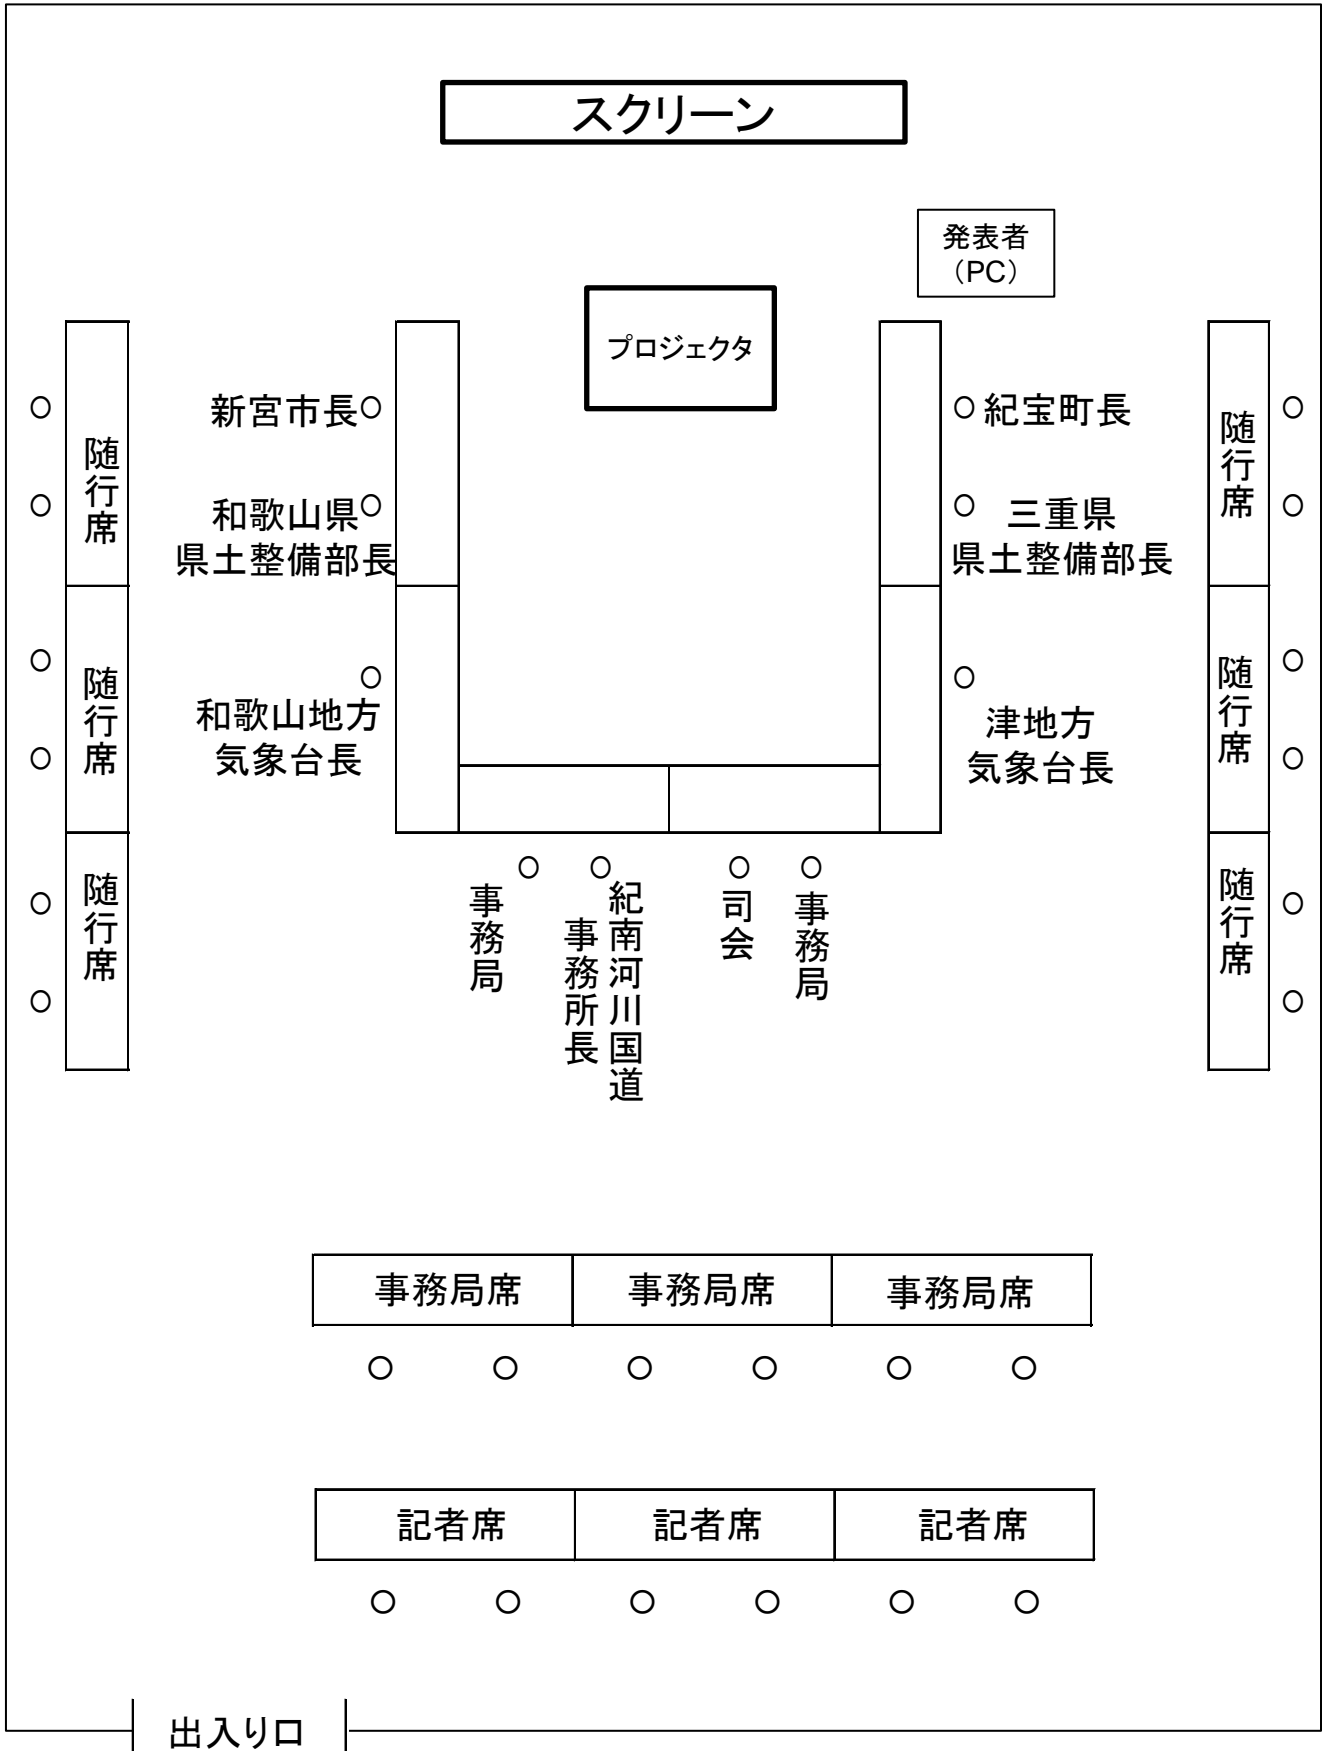 スクリーン
発表者
（PC）
プロジェクタ
随行席
新宮市長
和歌山県
県土整備部長
随行席
和歌山地方
気象台長
随行席
紀宝町長
三重県
県土整備部長
随行席
津地方
気象台長
随行席
随行席
事務局
紀南河川国道
事務所長
司会
事務局
事務局席
事務局席
事務局席
記者席
記者席
記者席
出入り口